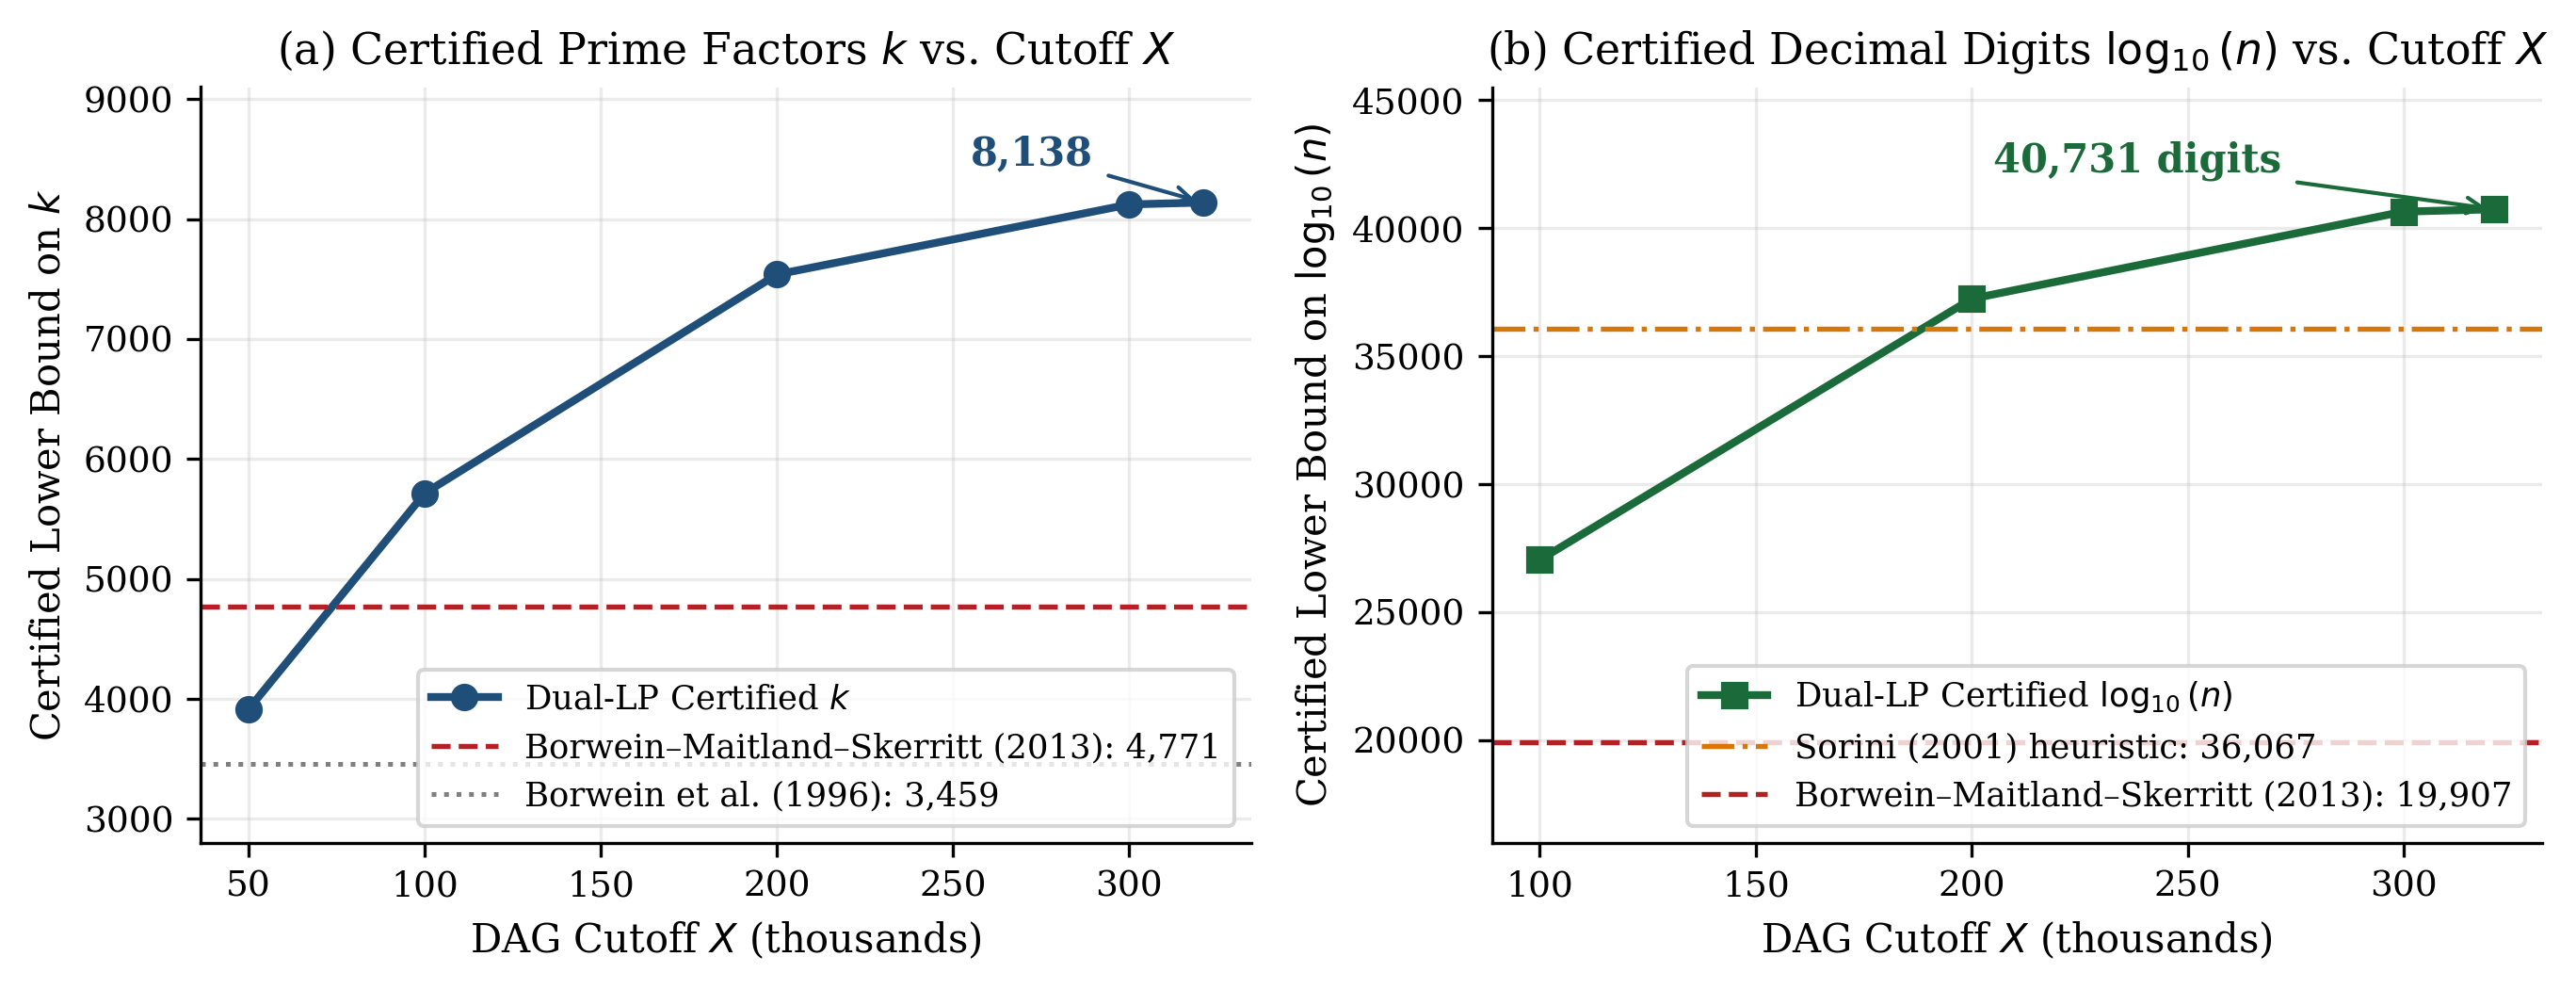 (a) Certified Prime Factors k vs. Cutoff X
Certified Lower Bound on k
9000
8000
7000
6000
5000
4000
3000
8,138
Dual-LP Certified k
Borwein–Maitland–Skerritt (2013): 4,771
Borwein et al. (1996): 3,459
50 100 150 200 250 300
DAG Cutoff X (thousands)
(b) Certified Decimal Digits log₁₀(n) vs. Cutoff X
Certified Lower Bound on log₁₀(n)
45000
40000
35000
30000
25000
20000
40,731 digits
Dual-LP Certified log₁₀(n)
Sorini (2001) heuristic: 36,067
Borwein–Maitland–Skerritt (2013): 19,907
100 150 200 250 300
DAG Cutoff X (thousands)